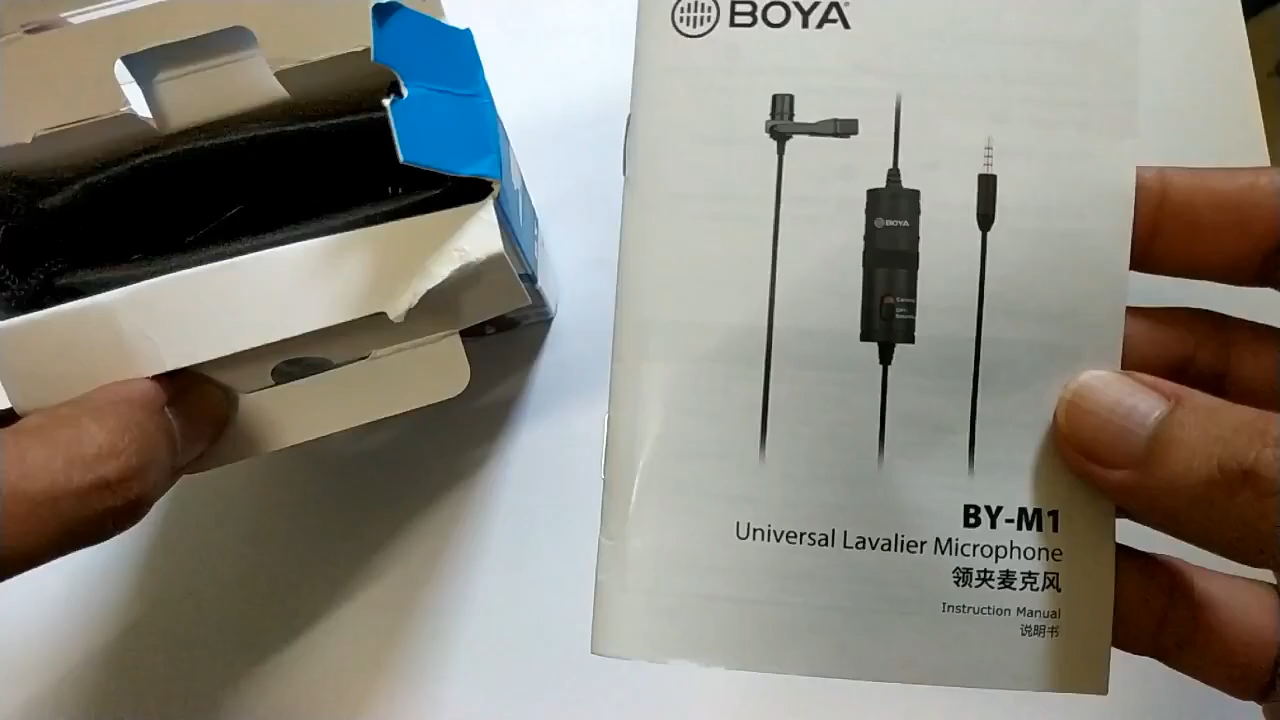 BOYA
BOYA
BY-M1
Universal Lavalier Microphone
领夹麦克风
Instruction Manual
说明书